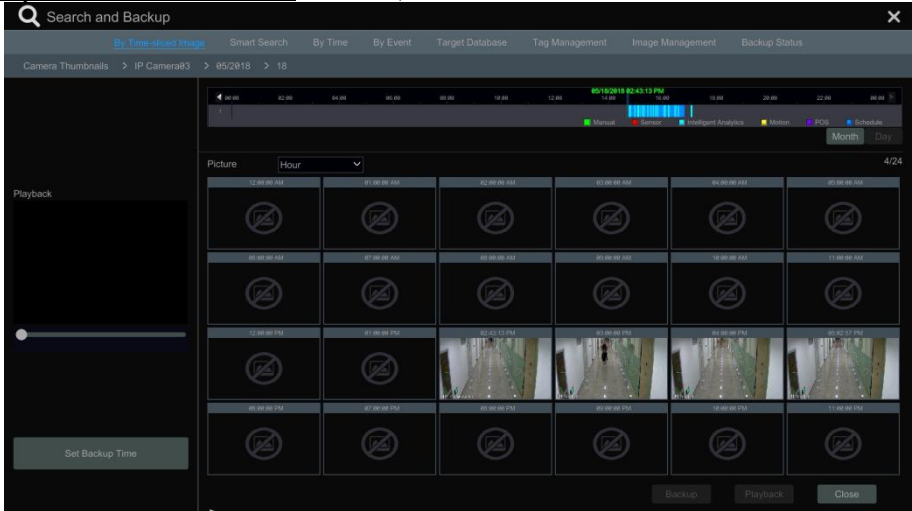 Search and Backup
By Time-sliced Image Smart Search By Time By Event Target Database Tag Management Image Management Backup Status
Camera Thumbnails > IP Camera03 > 05/2018 > 18
05/18/2018 02:43:13 PM
00:00 02:00 04:00 06:00 08:00 10:00 12:00 14:00 16:00 18:00 20:00 22:00 00:00
Manual Sensor Intelligent Analytics Motion POS Schedule
Month Day
Picture Hour 4/24
12:00:00 AM 01:00:00 AM 02:00:00 AM 03:00:00 AM 04:00:00 AM 05:00:00 AM
Playback
06:00:00 AM 07:00:00 AM 08:00:00 AM 09:00:00 AM 10:00:00 AM 11:00:00 AM
12:00:00 PM 01:00:00 PM 02:43:13 PM 03:00:00 PM 04:00:00 PM 05:02:57 PM
06:00:00 PM 07:00:00 PM 08:00:00 PM 09:00:00 PM 10:00:00 PM 11:00:00 PM
Set Backup Time
Backup Playback Close